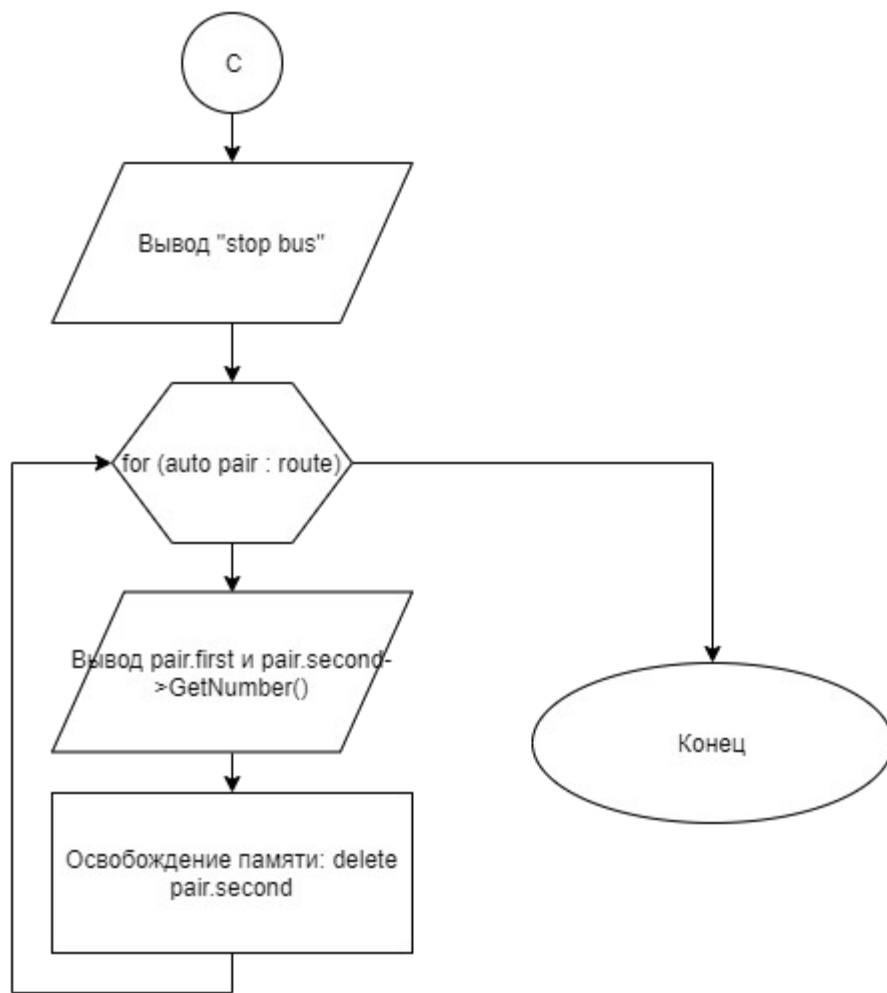 C
Вывод "stop bus"
for (auto pair : route)
Вывод pair.first и pair.second-
>GetNumber()
Конец
Освобождение памяти: delete
pair.second